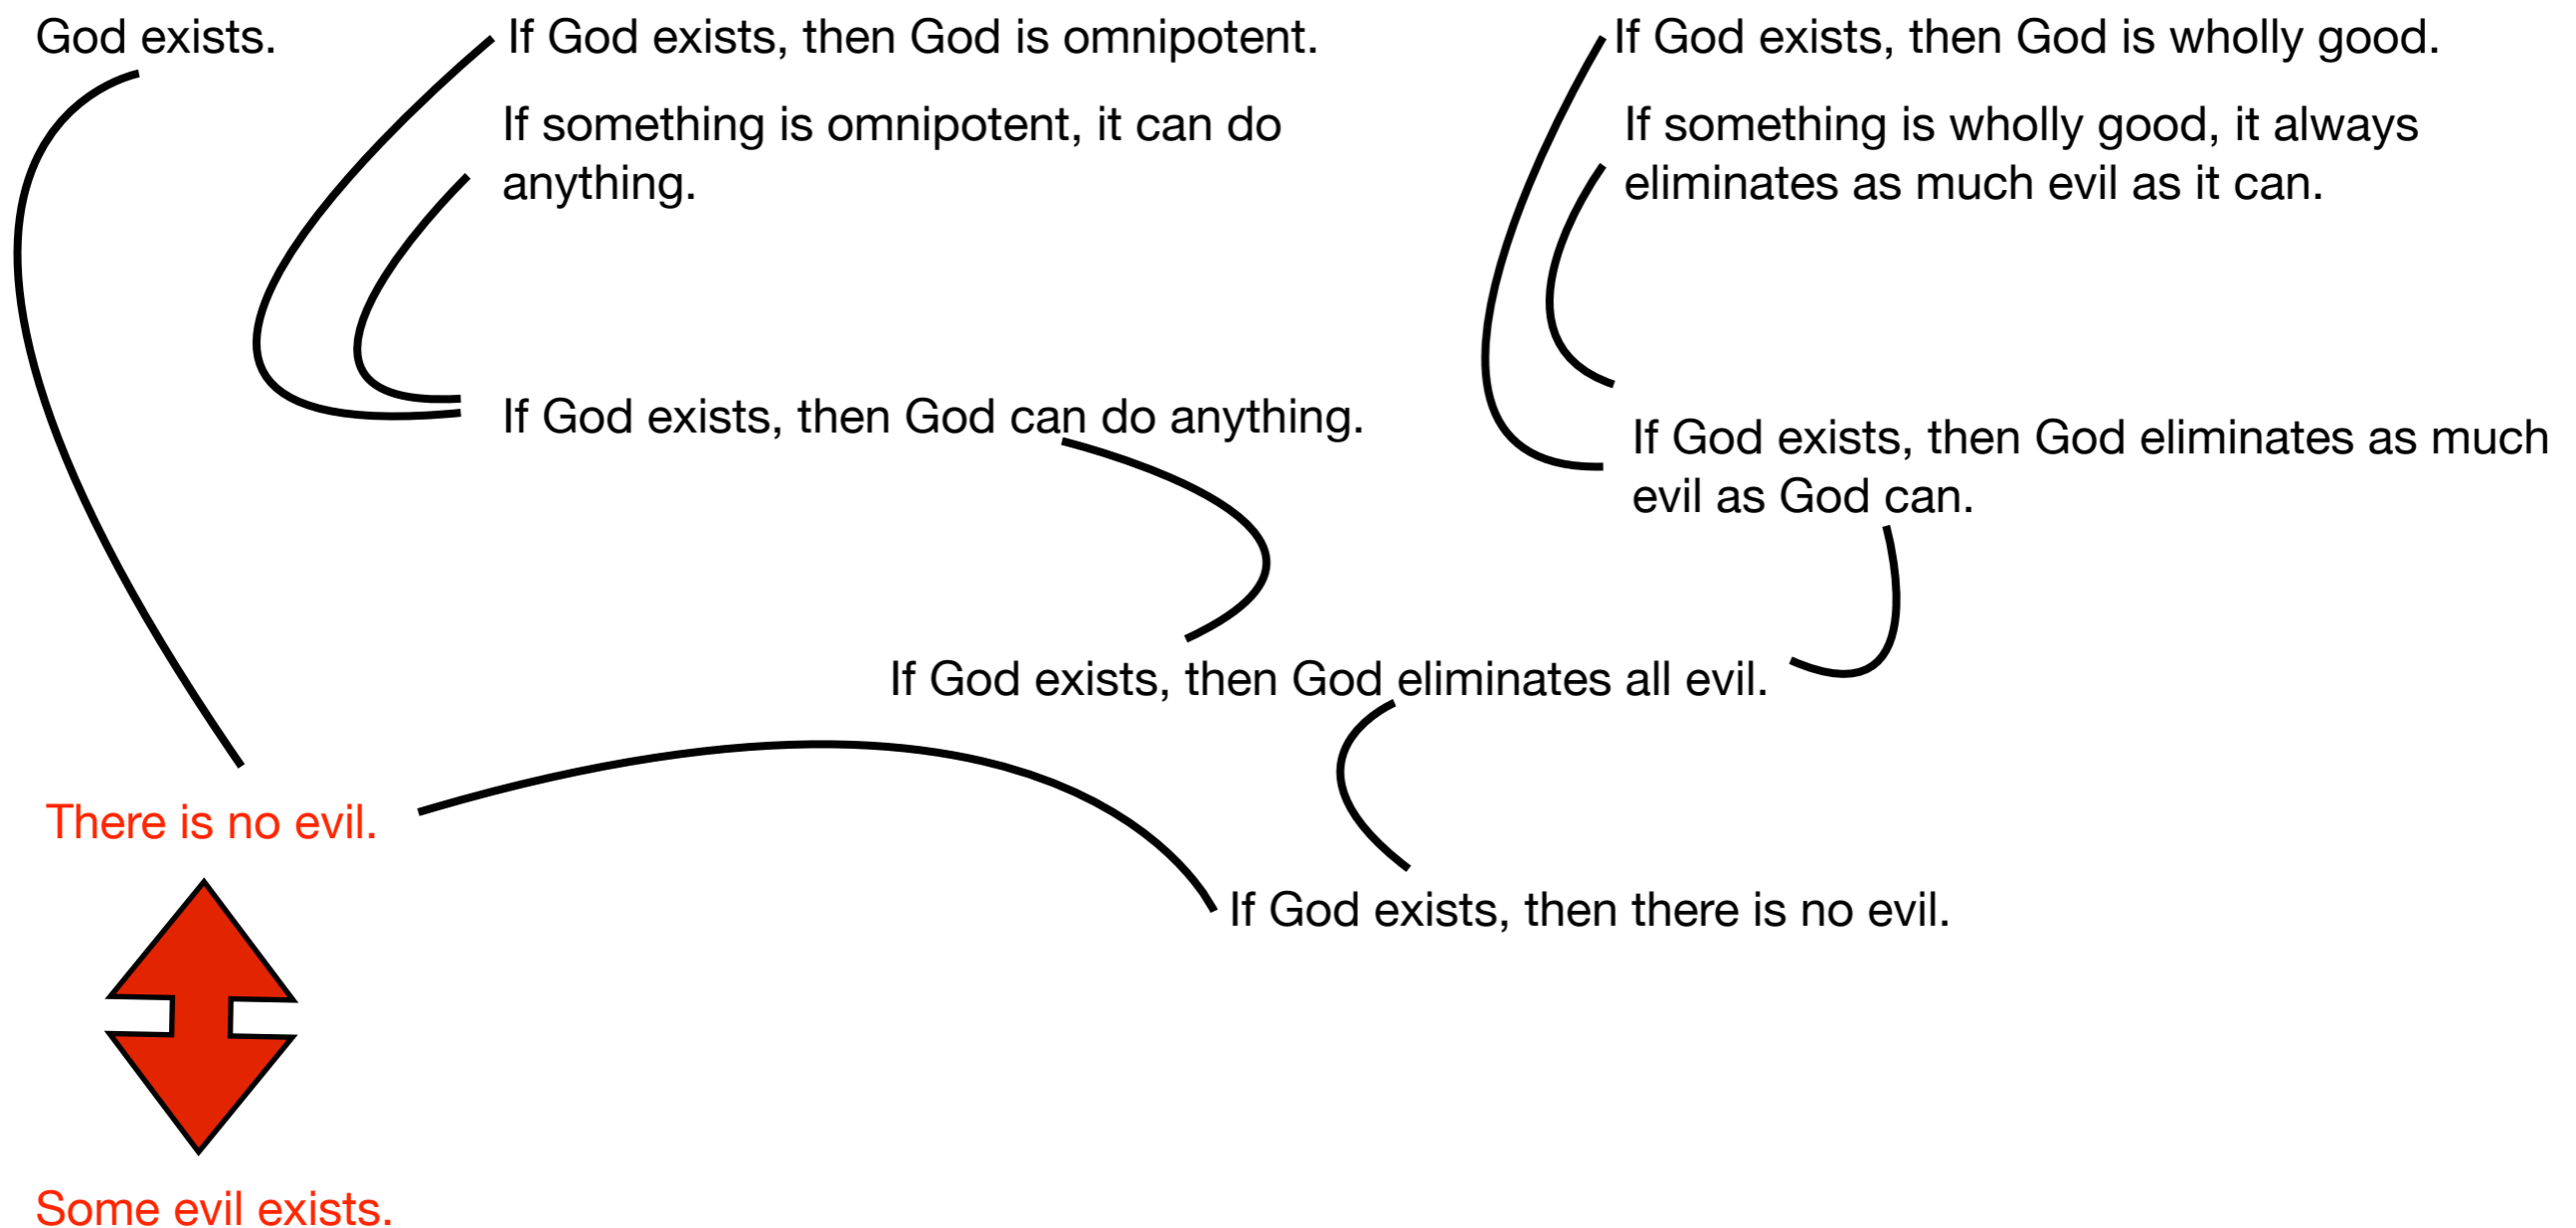 God exists.
If God exists, then God is omnipotent.
If God exists, then God is wholly good.
If something is omnipotent, it can do
anything.
If something is wholly good, it always
eliminates as much evil as it can.
If God exists, then God can do anything.
If God exists, then God eliminates as much
evil as God can.
If God exists, then God eliminates all evil.
There is no evil.
If God exists, then there is no evil.
Some evil exists.